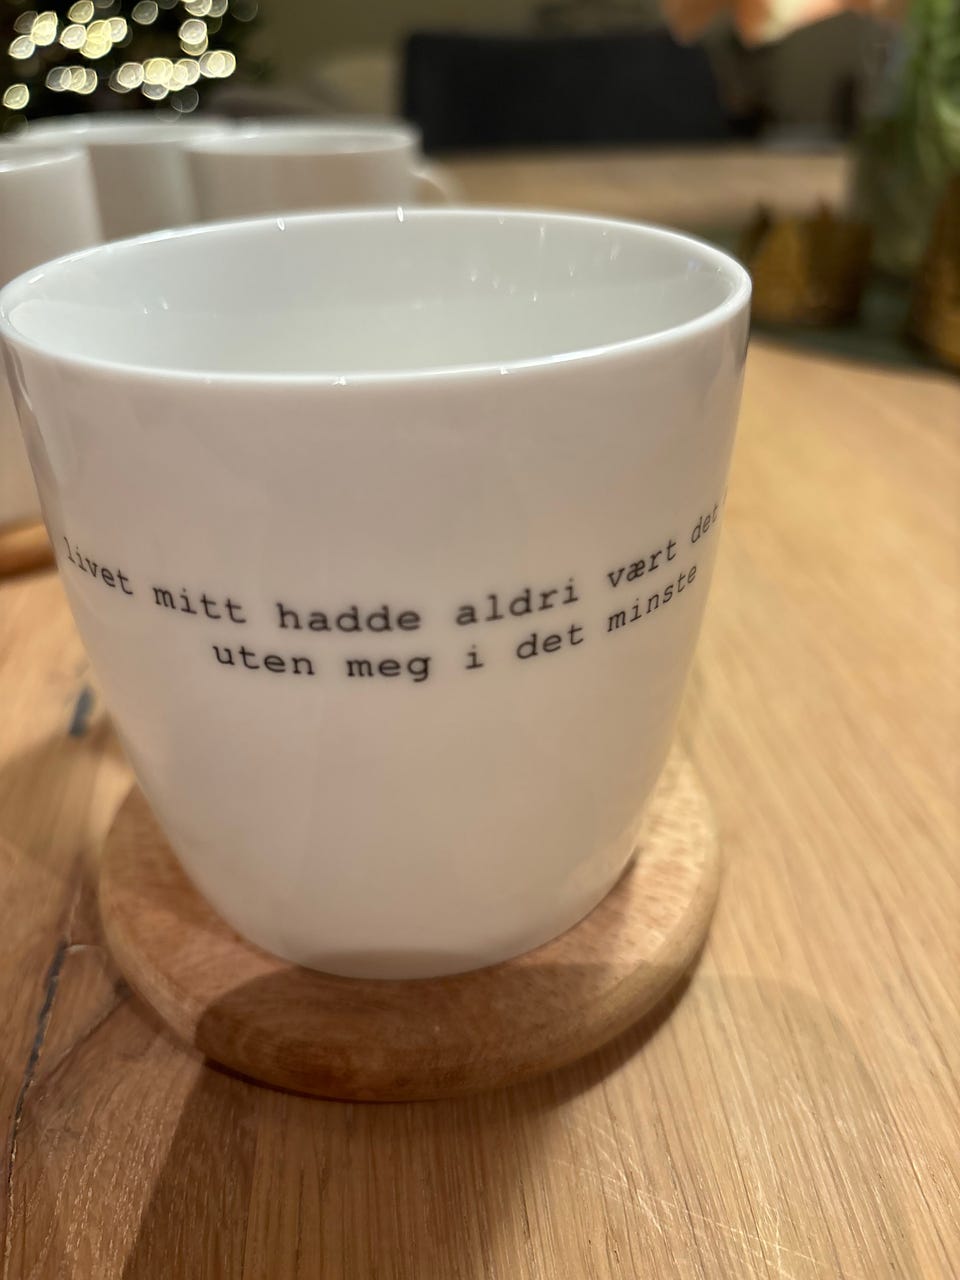 livet mitt hadde aldri vært det
uten meg i det minste